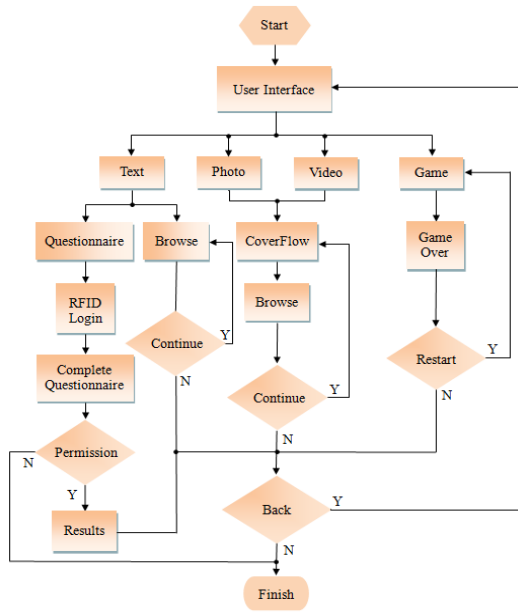 Start
User Interface
Text
Photo
Video
Game
Questionnaire
Browse
CoverFlow
Game
Over
RFID
Login
Browse
Continue
Y
Restart
Y
N
Complete
Questionnaire
N
Continue
Y
N
Permission
N
Y
Results
Back
Y
N
Finish